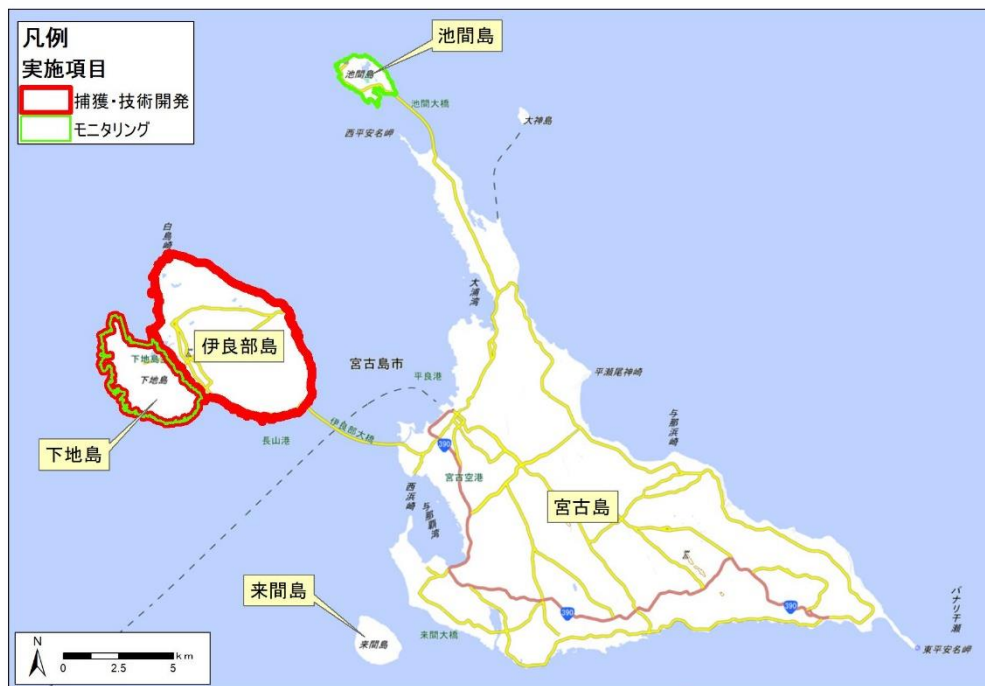 凡例
実施項目
捕獲・技術開発
モニタリング
池間島
池間島
池間大橋
西平安名岬
大神島
白鳥崎
大浦湾
伊良部島
下地島
下地島
宮古島市
平良港
平瀬尾神崎
与那浜崎
下地島
長山港
伊良部大橋
390
宮古空港
西浜崎
与那覇湾
宮古島
来間島
来間島
来間大橋
390
390
パナリ干瀬
東平安名岬
N
km
0 2.5 5